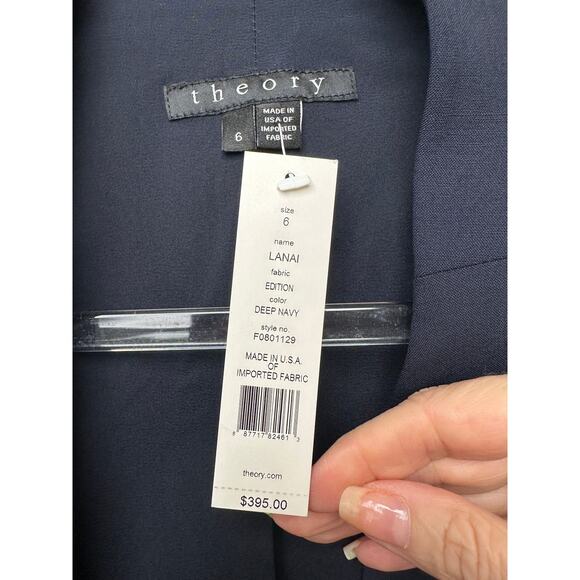 theory
6
MADE IN
USA OF
IMPORTED
FABRIC
size
6
name
LANAI
fabric
EDITION
color
DEEP NAVY
style no.
F0801129
MADE IN U.S.A.
OF
IMPORTED FABRIC
8 87717 82461 3
theory.com
$395.00